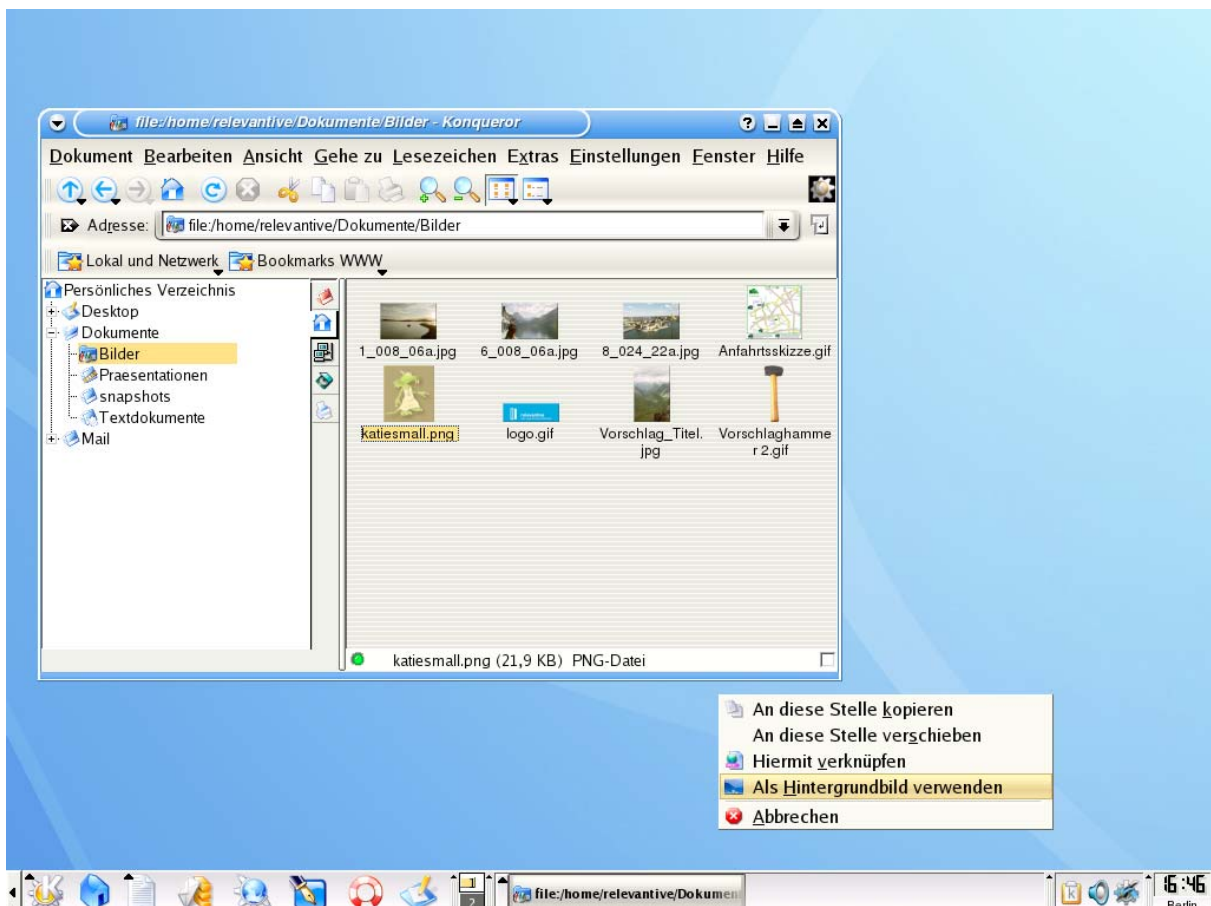 file:/home/relevantive/Dokumente/Bilder - Konqueror
Dokument Bearbeiten Ansicht Gehe zu Lesezeichen Extras Einstellungen Fenster Hilfe
Adresse: file:/home/relevantive/Dokumente/Bilder
Lokal und Netzwerk Bookmarks WWW
Persönliches Verzeichnis
Desktop
Dokumente
Bilder
Praesentationen
snapshots
Textdokumente
Mail
1_008_06a.jpg 6_008_06a.jpg 8_024_22a.jpg Anfahrtsskizze.gif
katiesmall.png logo.gif Vorschlag_Titel. Vorschlaghamme
jpg r 2.gif
katiesmall.png (21,9 KB) PNG-Datei
An diese Stelle kopieren
An diese Stelle verschieben
Hiermit verknüpfen
Als Hintergrundbild verwenden
Abbrechen
1
2
file:/home/relevantive/Dokumen
16:46
Berlin